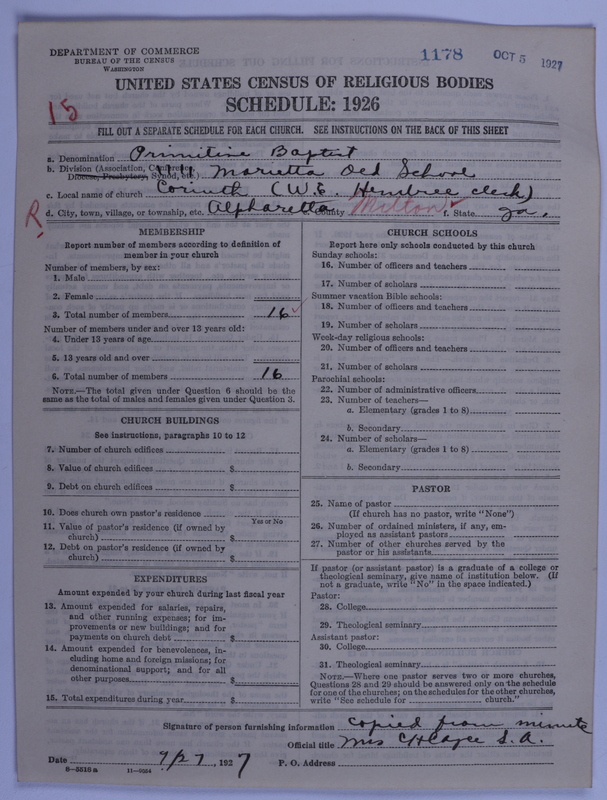 DEPARTMENT OF COMMERCE
BUREAU OF THE CENSUS
WASHINGTON
1178 OCT 5 1927
UNITED STATES CENSUS OF RELIGIOUS BODIES
SCHEDULE: 1926
15
FILL OUT A SEPARATE SCHEDULE FOR EACH CHURCH. SEE INSTRUCTIONS ON THE BACK OF THIS SHEET
a. Denomination Primitive Baptist
b. Division (Association, Conference, Diocese, Presbytery, Synod, etc.) Marietta Old School
c. Local name of church Corinth (W.E. Hembree clerk)
R
d. City, town, village, or township, etc. Alpharetta County Milton f. State Ga.
MEMBERSHIP
Report number of members according to definition of
member in your church
Number of members, by sex:
1. Male
2. Female
3. Total number of members 16
Number of members under and over 13 years old:
4. Under 13 years of age
5. 13 years old and over
6. Total number of members 16
NOTE.—The total given under Question 6 should be the
same as the total of males and females given under Question 3.
CHURCH BUILDINGS
See instructions, paragraphs 10 to 12
7. Number of church edifices
8. Value of church edifices $
9. Debt on church edifices $
10. Does church own pastor's residence
Yes or No
11. Value of pastor's residence (if owned by
church) $
12. Debt on pastor's residence (if owned by
church) $
EXPENDITURES
Amount expended by your church during last fiscal year
13. Amount expended for salaries, repairs,
and other running expenses; for im-
provements or new buildings; and for
payments on church debt $
14. Amount expended for benevolences, in-
cluding home and foreign missions; for
denominational support; and for all
other purposes $
15. Total expenditures during year $
CHURCH SCHOOLS
Report here only schools conducted by this church
Sunday schools:
16. Number of officers and teachers
17. Number of scholars
Summer vacation Bible schools:
18. Number of officers and teachers
19. Number of scholars
Week-day religious schools:
20. Number of officers and teachers
21. Number of scholars
Parochial schools:
22. Number of administrative officers
23. Number of teachers—
a. Elementary (grades 1 to 8)
b. Secondary
24. Number of scholars—
a. Elementary (grades 1 to 8)
b. Secondary
PASTOR
25. Name of pastor
(If church has no pastor, write "None")
26. Number of ordained ministers, if any, em-
ployed as assistant pastors
27. Number of other churches served by the
pastor or his assistants
If pastor (or assistant pastor) is a graduate of a college or
theological seminary, give name of institution below. (If
not a graduate, write "No" in the space indicated.)
Pastor:
28. College
29. Theological seminary
Assistant pastor:
30. College
31. Theological seminary
NOTE.—Where one pastor serves two or more churches,
Questions 28 and 29 should be answered only on the schedule
for one of the churches; on the schedules for the other churches,
write "See schedule for church."
Signature of person furnishing information Copied from minute
Official title Mrs S.A.
Date 9/27, 1927 P. O. Address
8—5518 a 11—9054